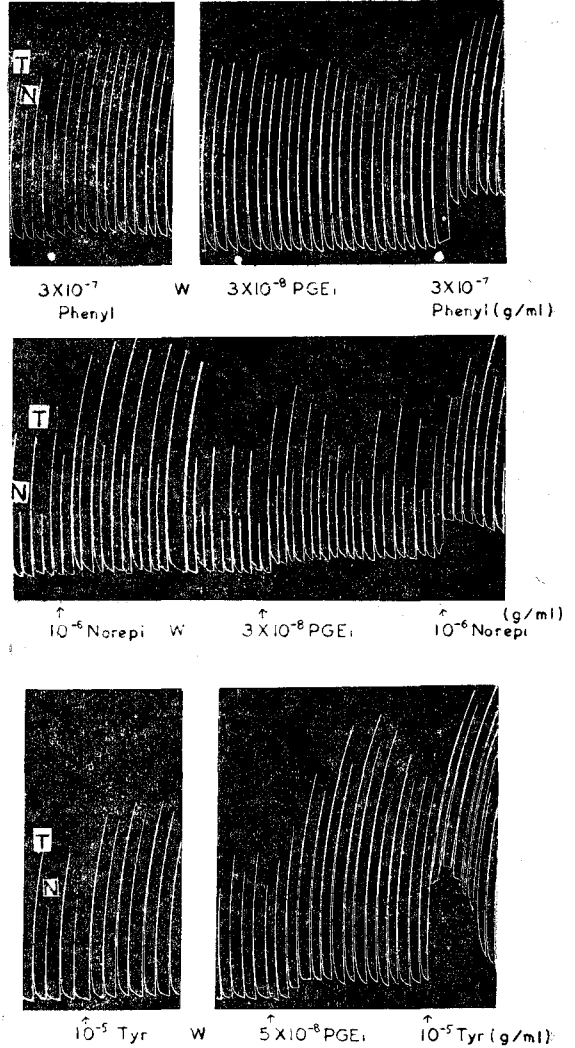 T
N
3X10⁻⁷ W 3X10⁻⁸ PGE₁ 3X10⁻⁷
Phenyl Phenyl (g/ml)
T
N
(g/ml)
↑ ↑ ↑
10⁻⁶ Norepi W 3X10⁻⁸ PGE₁ 10⁻⁶ Norepi
T
N
↑ ↑ ↑
10⁻⁵ Tyr W 5X10⁻⁸ PGE₁ 10⁻⁵ Tyr (g/ml)